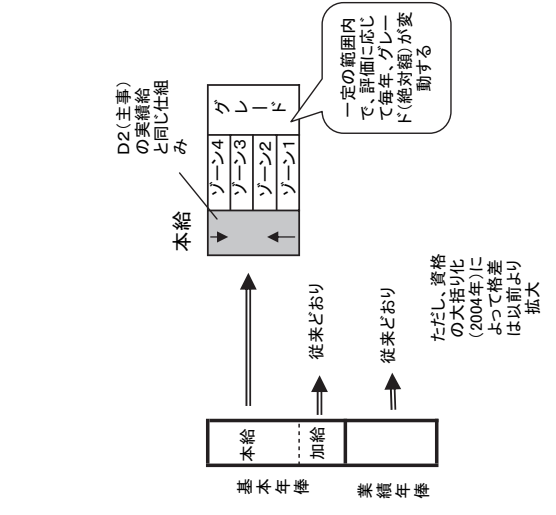 D2（主事）
の実績給
と同じ仕組
み
本給
ゾーン4
ゾーン3
ゾーン2
ゾーン1
グレード
一定の範囲内
で、評価に応じ
て毎年、グレー
ド（絶対額）が変
動する
基本年俸
本給
加給
従来どおり
業績年俸
従来どおり
ただし、資格
の大括り化
（2004年）に
よって格差
は以前より
拡大